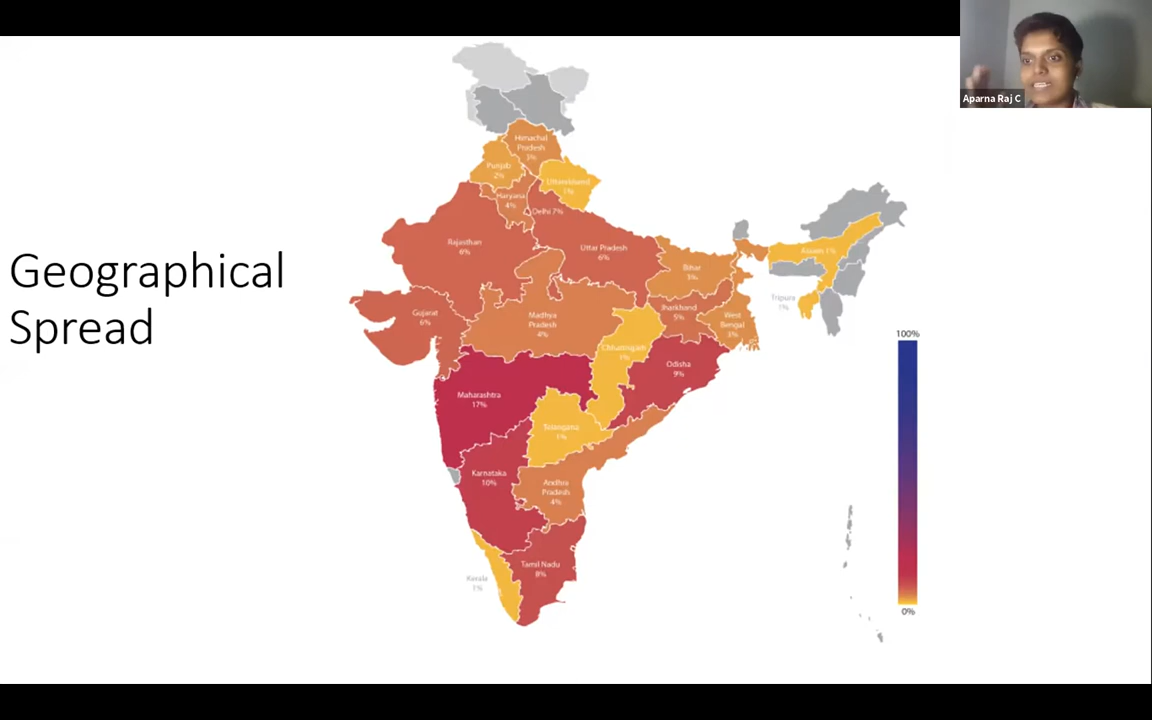 Aparna Raj C
Geographical
Spread
Himachal
Pradesh
3%
Punjab
2%
Uttarakhand
1%
Haryana
4%
Delhi 7%
Rajasthan
6%
Uttar Pradesh
6%
Assam 1%
Bihar
3%
Tripura
1%
Gujarat
6%
Madhya
Pradesh
4%
Jharkhand
5%
West
Bengal
3%
Chhattisgarh
1%
Odisha
9%
Maharashtra
17%
Telangana
1%
Karnataka
10%
Andhra
Pradesh
4%
Tamil Nadu
8%
Kerala
1%
100%
0%